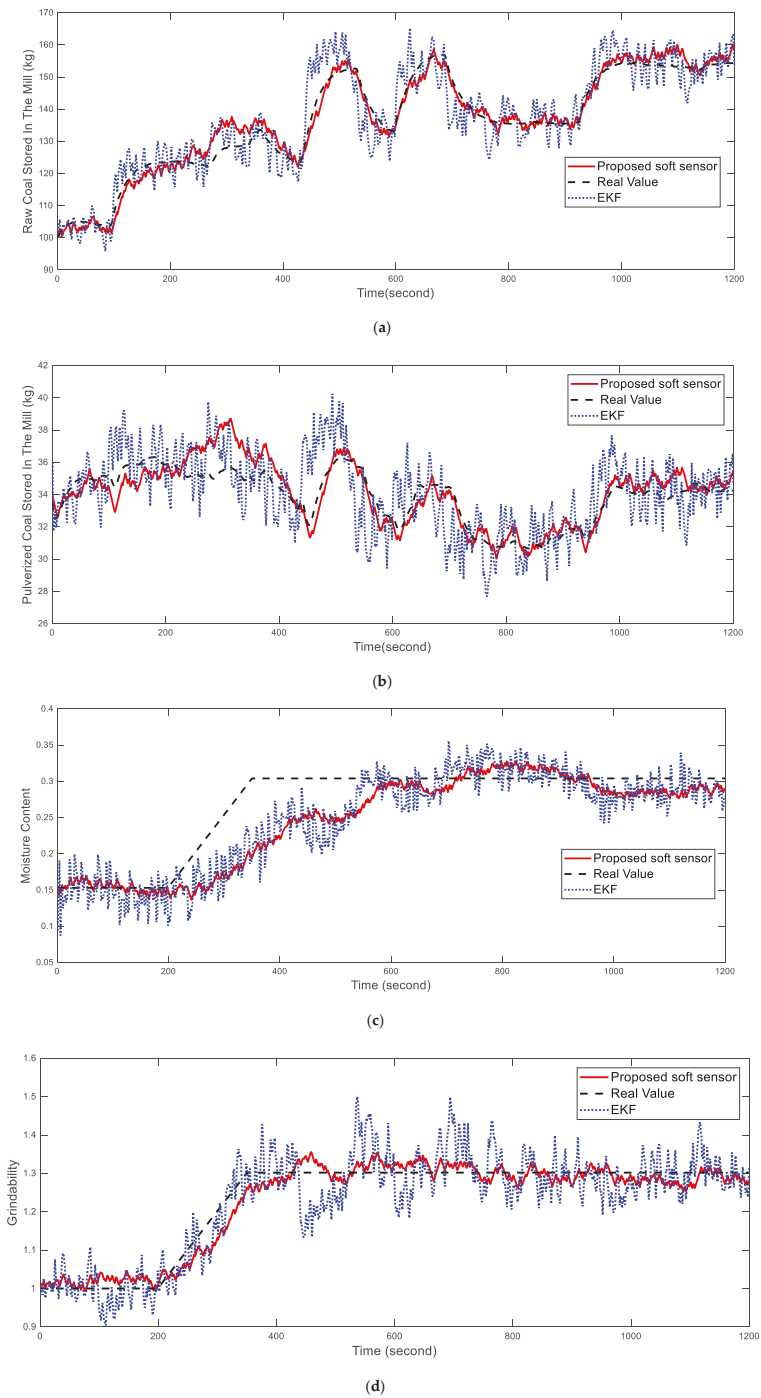 170
160
150
140
130
120
110
100
90
Raw Coal Stored In The Mill (kg)
Proposed soft sensor
Real Value
EKF
0 200 400 600 800 1000 1200
Time(second)
(a)
42
40
38
36
34
32
30
28
26
Pulverized Coal Stored In The Mill (kg)
Proposed soft sensor
Real Value
EKF
0 200 400 600 800 1000 1200
Time(second)
(b)
0.4
0.35
0.3
0.25
0.2
0.15
0.1
0.05
Moisture Content
Proposed soft sensor
Real Value
EKF
0 200 400 600 800 1000 1200
Time (second)
(c)
1.6
1.5
1.4
1.3
1.2
1.1
1
0.9
Grindability
Proposed soft sensor
Real Value
EKF
0 200 400 600 800 1000 1200
Time (second)
(d)